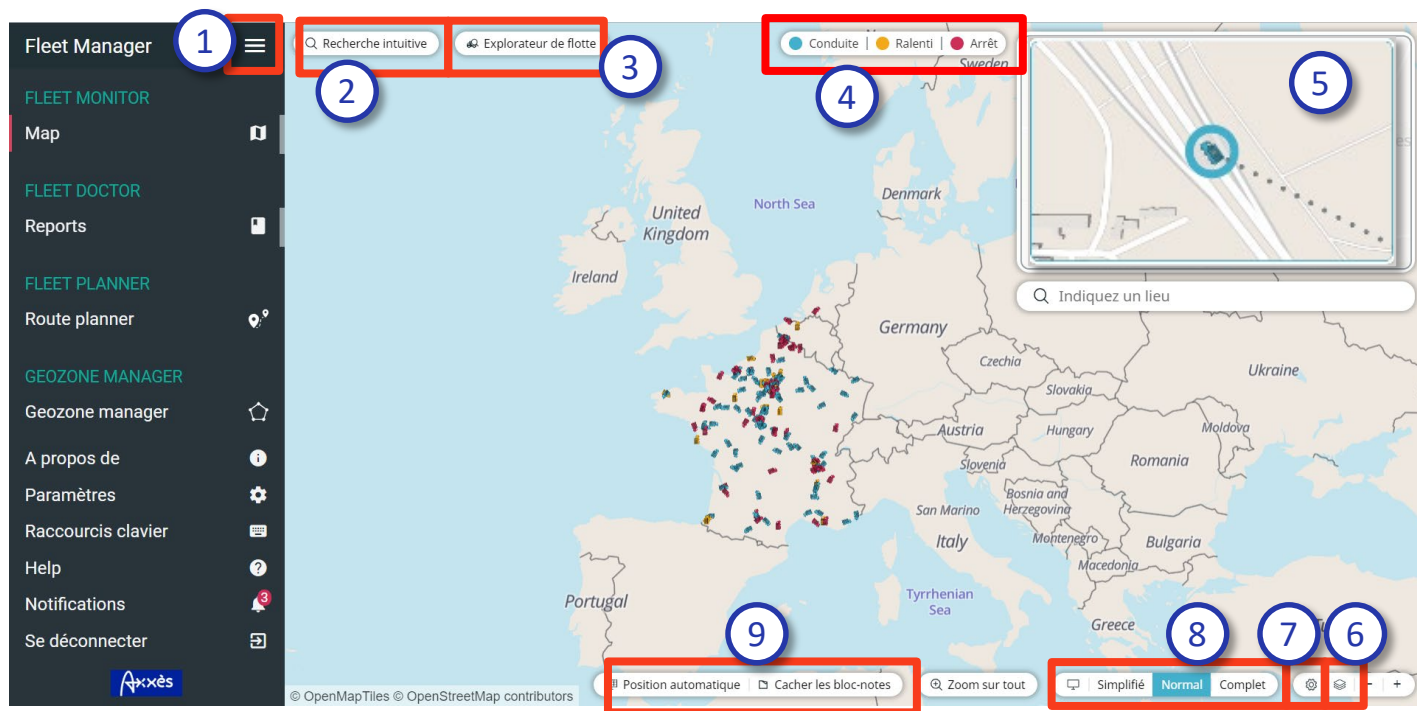 Fleet Manager
FLEET MONITOR
Map
FLEET DOCTOR
Reports
FLEET PLANNER
Route planner
GEOZONE MANAGER
Geozone manager
A propos de
Paramètres
Raccourcis clavier
Help
Notifications
3
Se déconnecter
Axxès
1
Recherche intuitive
2
Explorateur de flotte
3
Conduite | Ralenti | Arrêt
4
5
Indiquez un lieu
Sweden
Denmark
North Sea
United
Kingdom
Ireland
Germany
Czechia
Ukraine
Slovakia
Austria
Hungary
Moldova
Slovenia
Romania
Bosnia and
Herzegovina
San Marino
Italy
Montenegro
Bulgaria
Macedonia
Tyrrhenian
Sea
Portugal
Greece
9
8
7
6
Position automatique | Cacher les bloc-notes
Zoom sur tout
Simplifié Normal Complet
- +
© OpenMapTiles © OpenStreetMap contributors